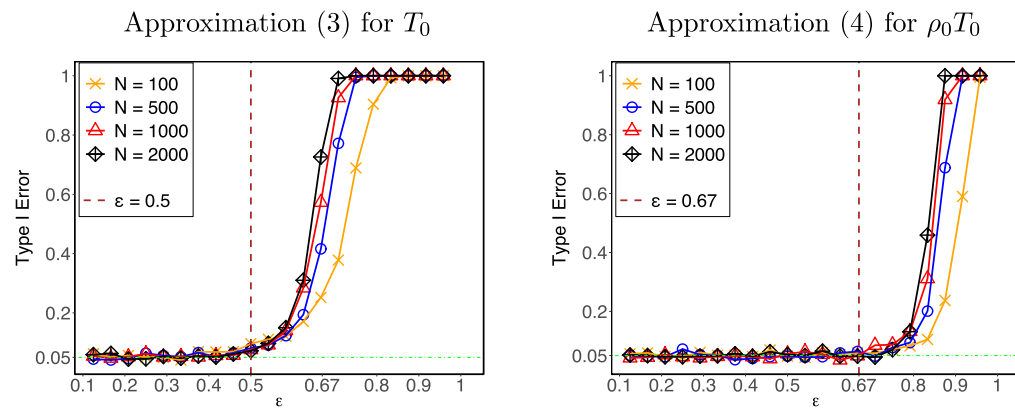 Approximation (3) for T₀
Type I Error
1
0.8
0.6
0.4
0.2
0.05
N = 100
N = 500
N = 1000
N = 2000
ε = 0.5
0.1 0.2 0.3 0.4 0.5 0.67 0.8 0.9 1
ε
Approximation (4) for ρ₀T₀
Type I Error
1
0.8
0.6
0.4
0.2
0.05
N = 100
N = 500
N = 1000
N = 2000
ε = 0.67
0.1 0.2 0.3 0.4 0.5 0.67 0.8 0.9 1
ε